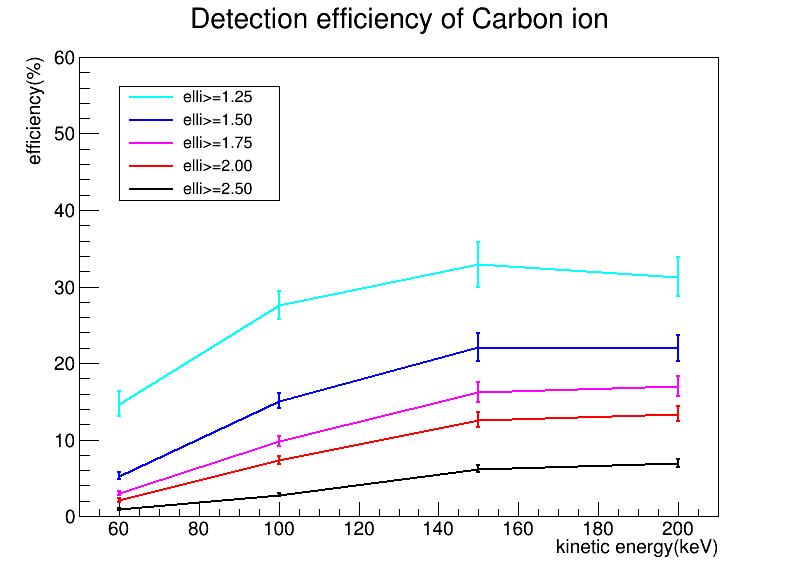 Detection efficiency of Carbon ion
efficiency(%)
60
50
40
30
20
10
0
elli>=1.25
elli>=1.50
elli>=1.75
elli>=2.00
elli>=2.50
60 80 100 120 140 160 180 200
kinetic energy(keV)